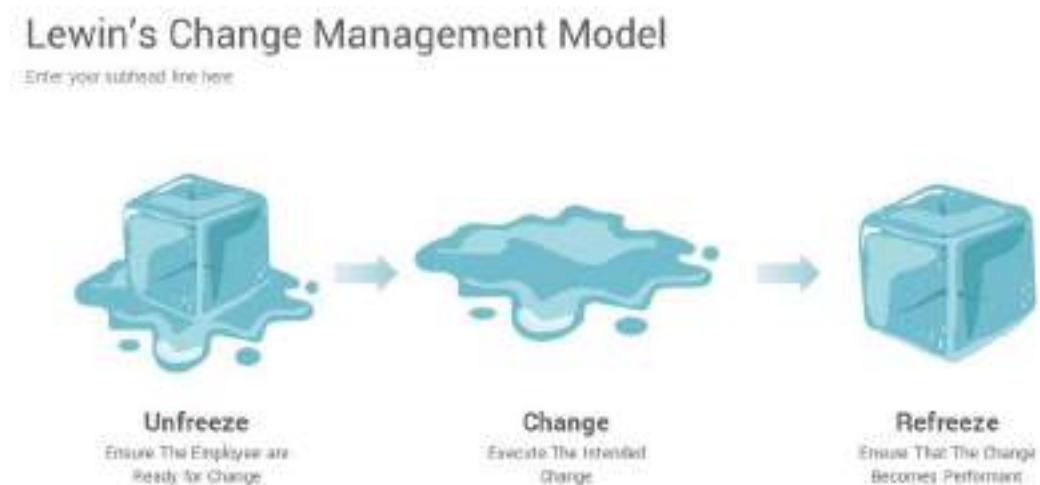 Lewin's Change Management Model
Enter your subhead line here
Unfreeze
Ensure The Employee are
Ready for Change
Change
Execute The Intended
Change
Refreeze
Ensure That The Change
Becomes Performant